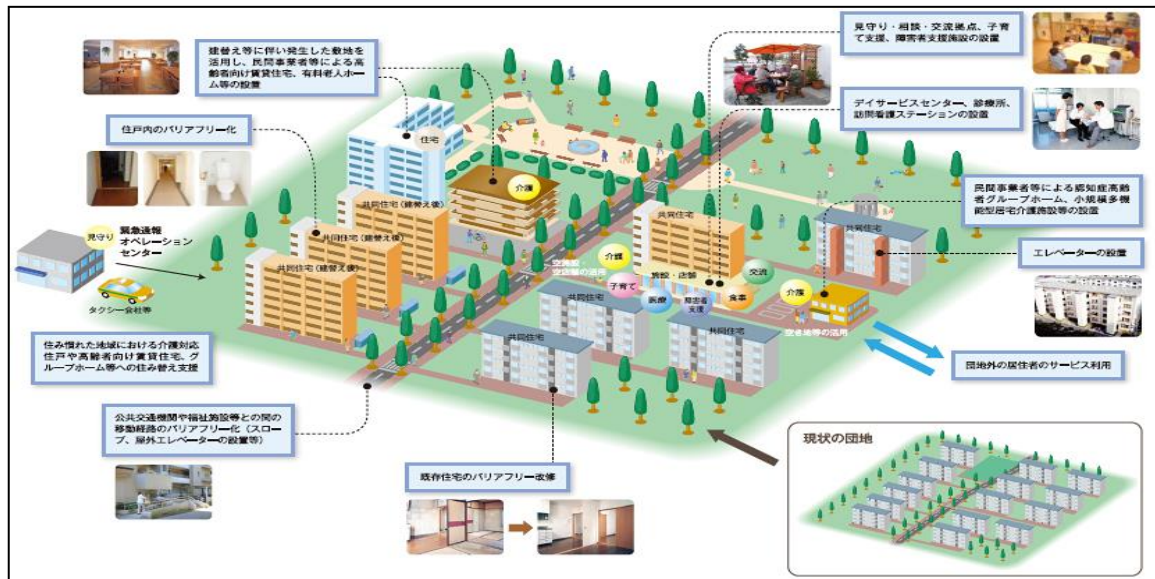 建替え等に伴い発生した敷地を
活用し、民間事業者等による高
齢者向け賃貸住宅、有料老人ホー
ム等の設置
見守り・相談・交流拠点、子育
て支援、障害者支援施設の設置
デイサービスセンター、診療所、
訪問看護ステーションの設置
住戸内のバリアフリー化
住宅
介護
民間事業者等による認知症高齢
者グループホーム、小規模多機
能型居宅介護施設等の設置
共同住宅(建替え後)
共同住宅(建替え後)
共同住宅(建替え後)
共同住宅
共同住宅
見守り
緊急通報
オペレーション
センター
タクシー会社等
エレベーターの設置
空施設・
空店舗の活用
介護
施設・店舗
交流
子育て
医療
障害者
支援
食事
介護
空き地等の活用
共同住宅
共同住宅
共同住宅
住み慣れた地域における介護対応
住戸や高齢者向け賃貸住宅、グ
ループホーム等への住み替え支援
団地外の居住者のサービス利用
公共交通機関や福祉施設等との間の
移動経路のバリアフリー化(スロー
プ、屋外エレベーターの設置等)
既存住宅のバリアフリー改修
現状の団地